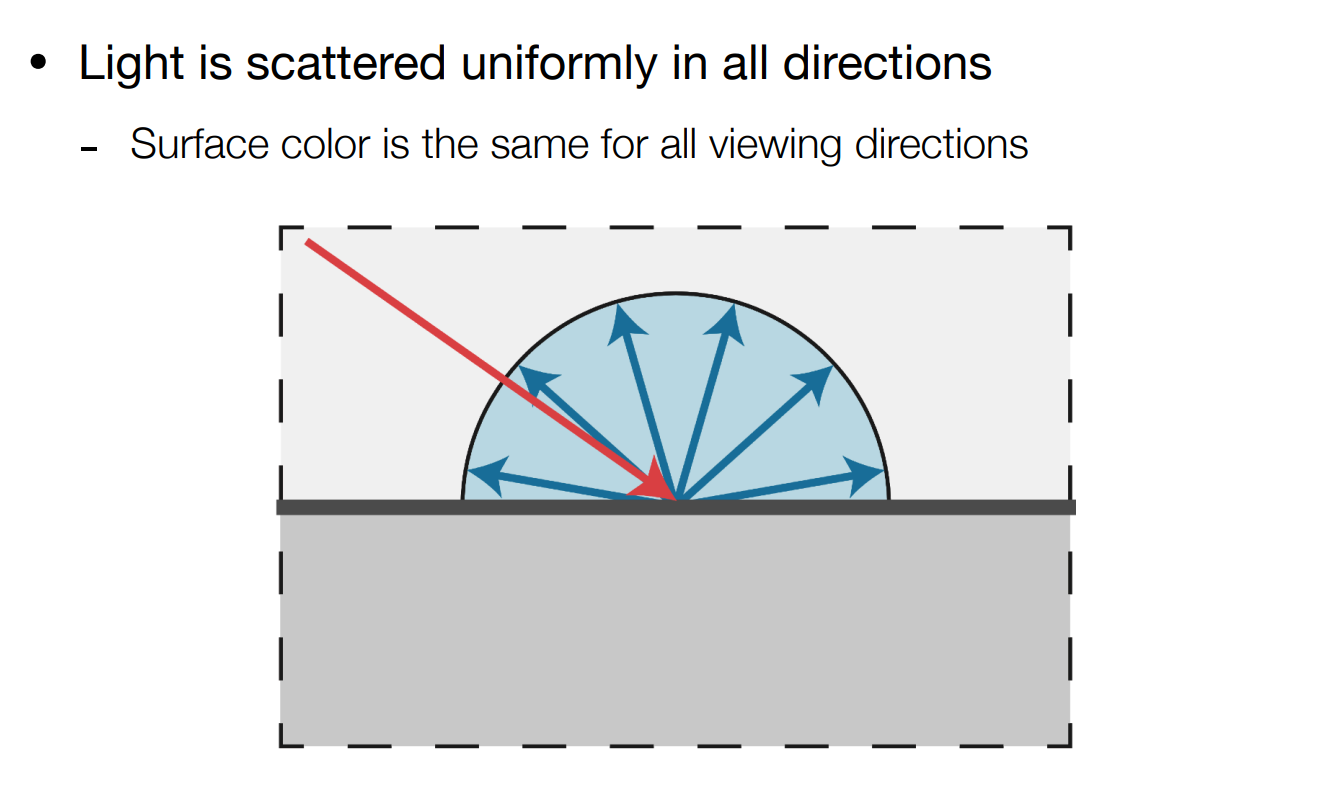 • Light is scattered uniformly in all directions
- Surface color is the same for all viewing directions